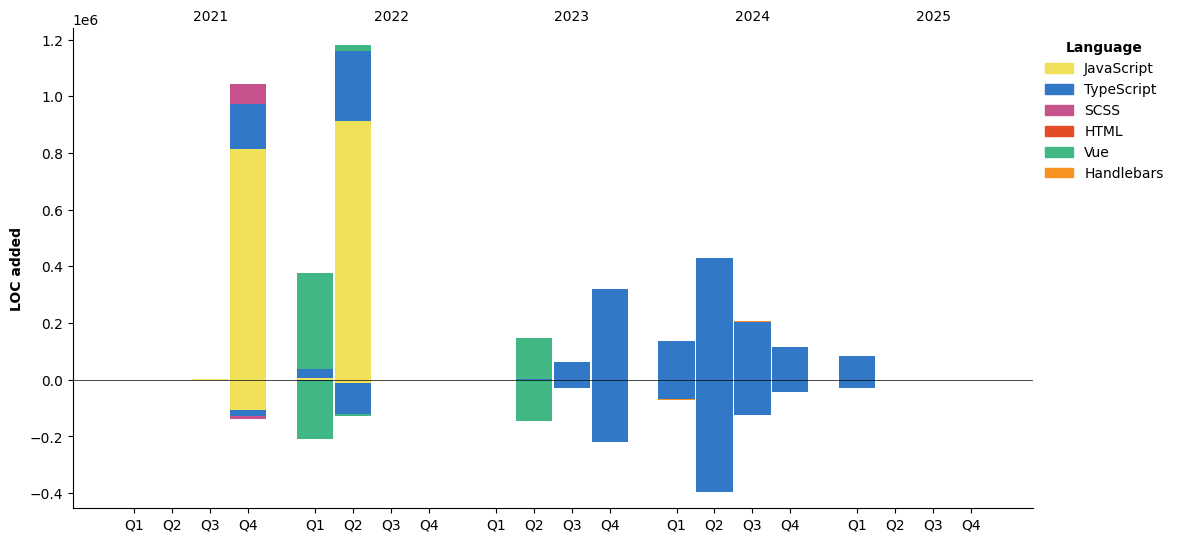 1e6
2021 2022 2023 2024 2025
Language
JavaScript
TypeScript
SCSS
HTML
Vue
Handlebars
LOC added
1.2
1.0
0.8
0.6
0.4
0.2
0.0
−0.2
−0.4
Q1 Q2 Q3 Q4 Q1 Q2 Q3 Q4 Q1 Q2 Q3 Q4 Q1 Q2 Q3 Q4 Q1 Q2 Q3 Q4